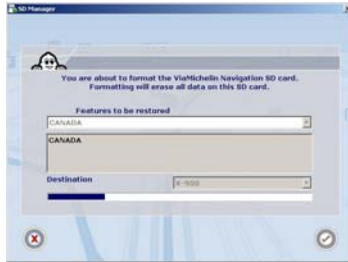 SD Manager
You are about to format the ViaMichelin Navigation SD card.
Formatting will erase all data on this SD card.
Features to be restored
CANADA
CANADA
Destination
X-950